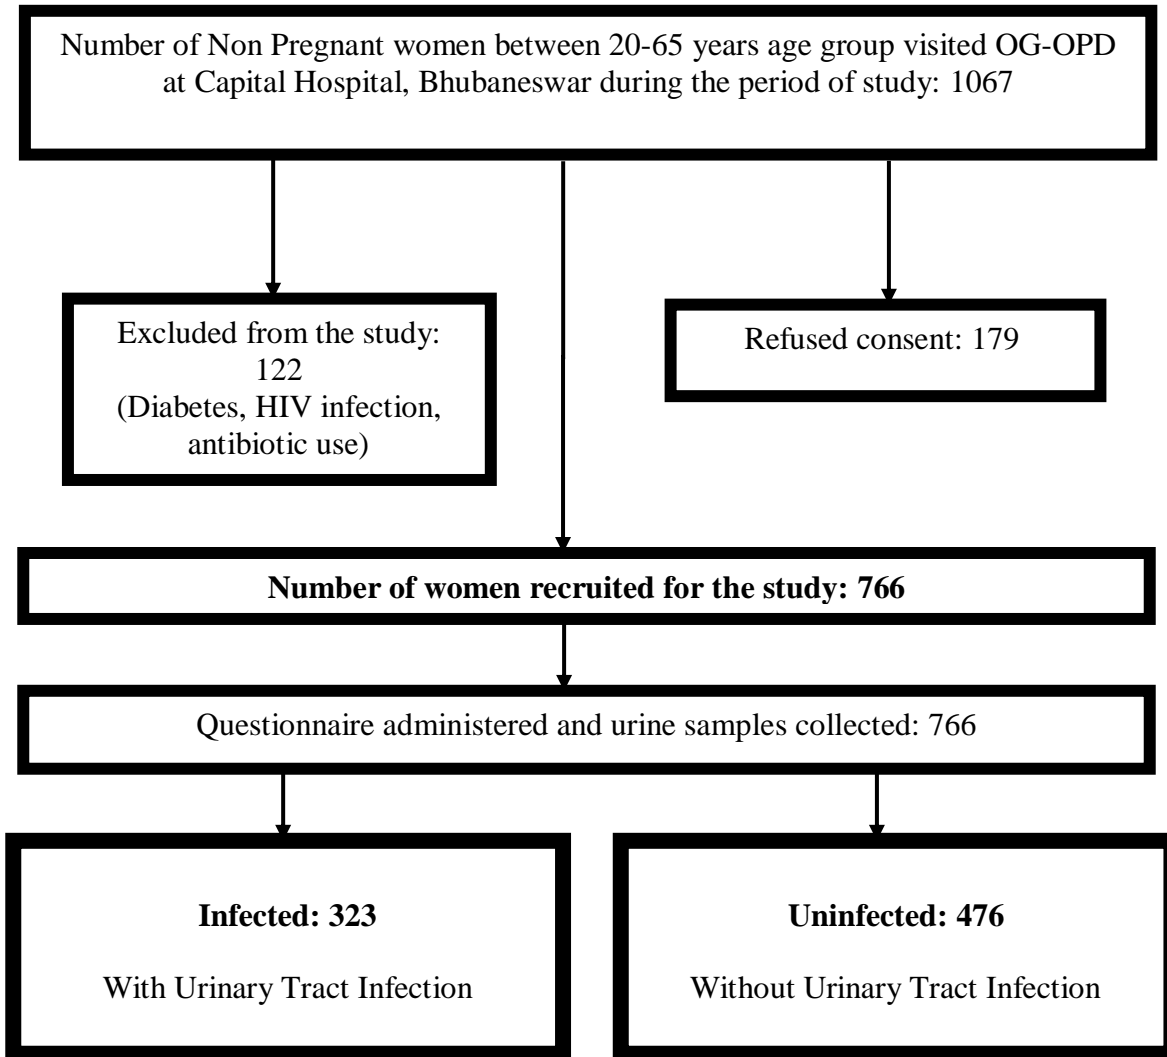 Number of Non Pregnant women between 20-65 years age group visited OG-OPD
at Capital Hospital, Bhubaneswar during the period of study: 1067
Excluded from the study:
122
(Diabetes, HIV infection,
antibiotic use)
Refused consent: 179
Number of women recruited for the study: 766
Questionnaire administered and urine samples collected: 766
Infected: 323
With Urinary Tract Infection
Uninfected: 476
Without Urinary Tract Infection